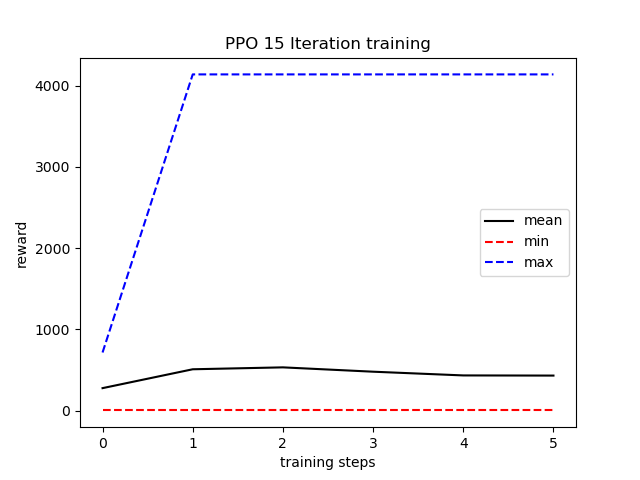 PPO 15 Iteration training
4000
3000
2000
1000
0
reward
mean
min
max
0 1 2 3 4 5
training steps